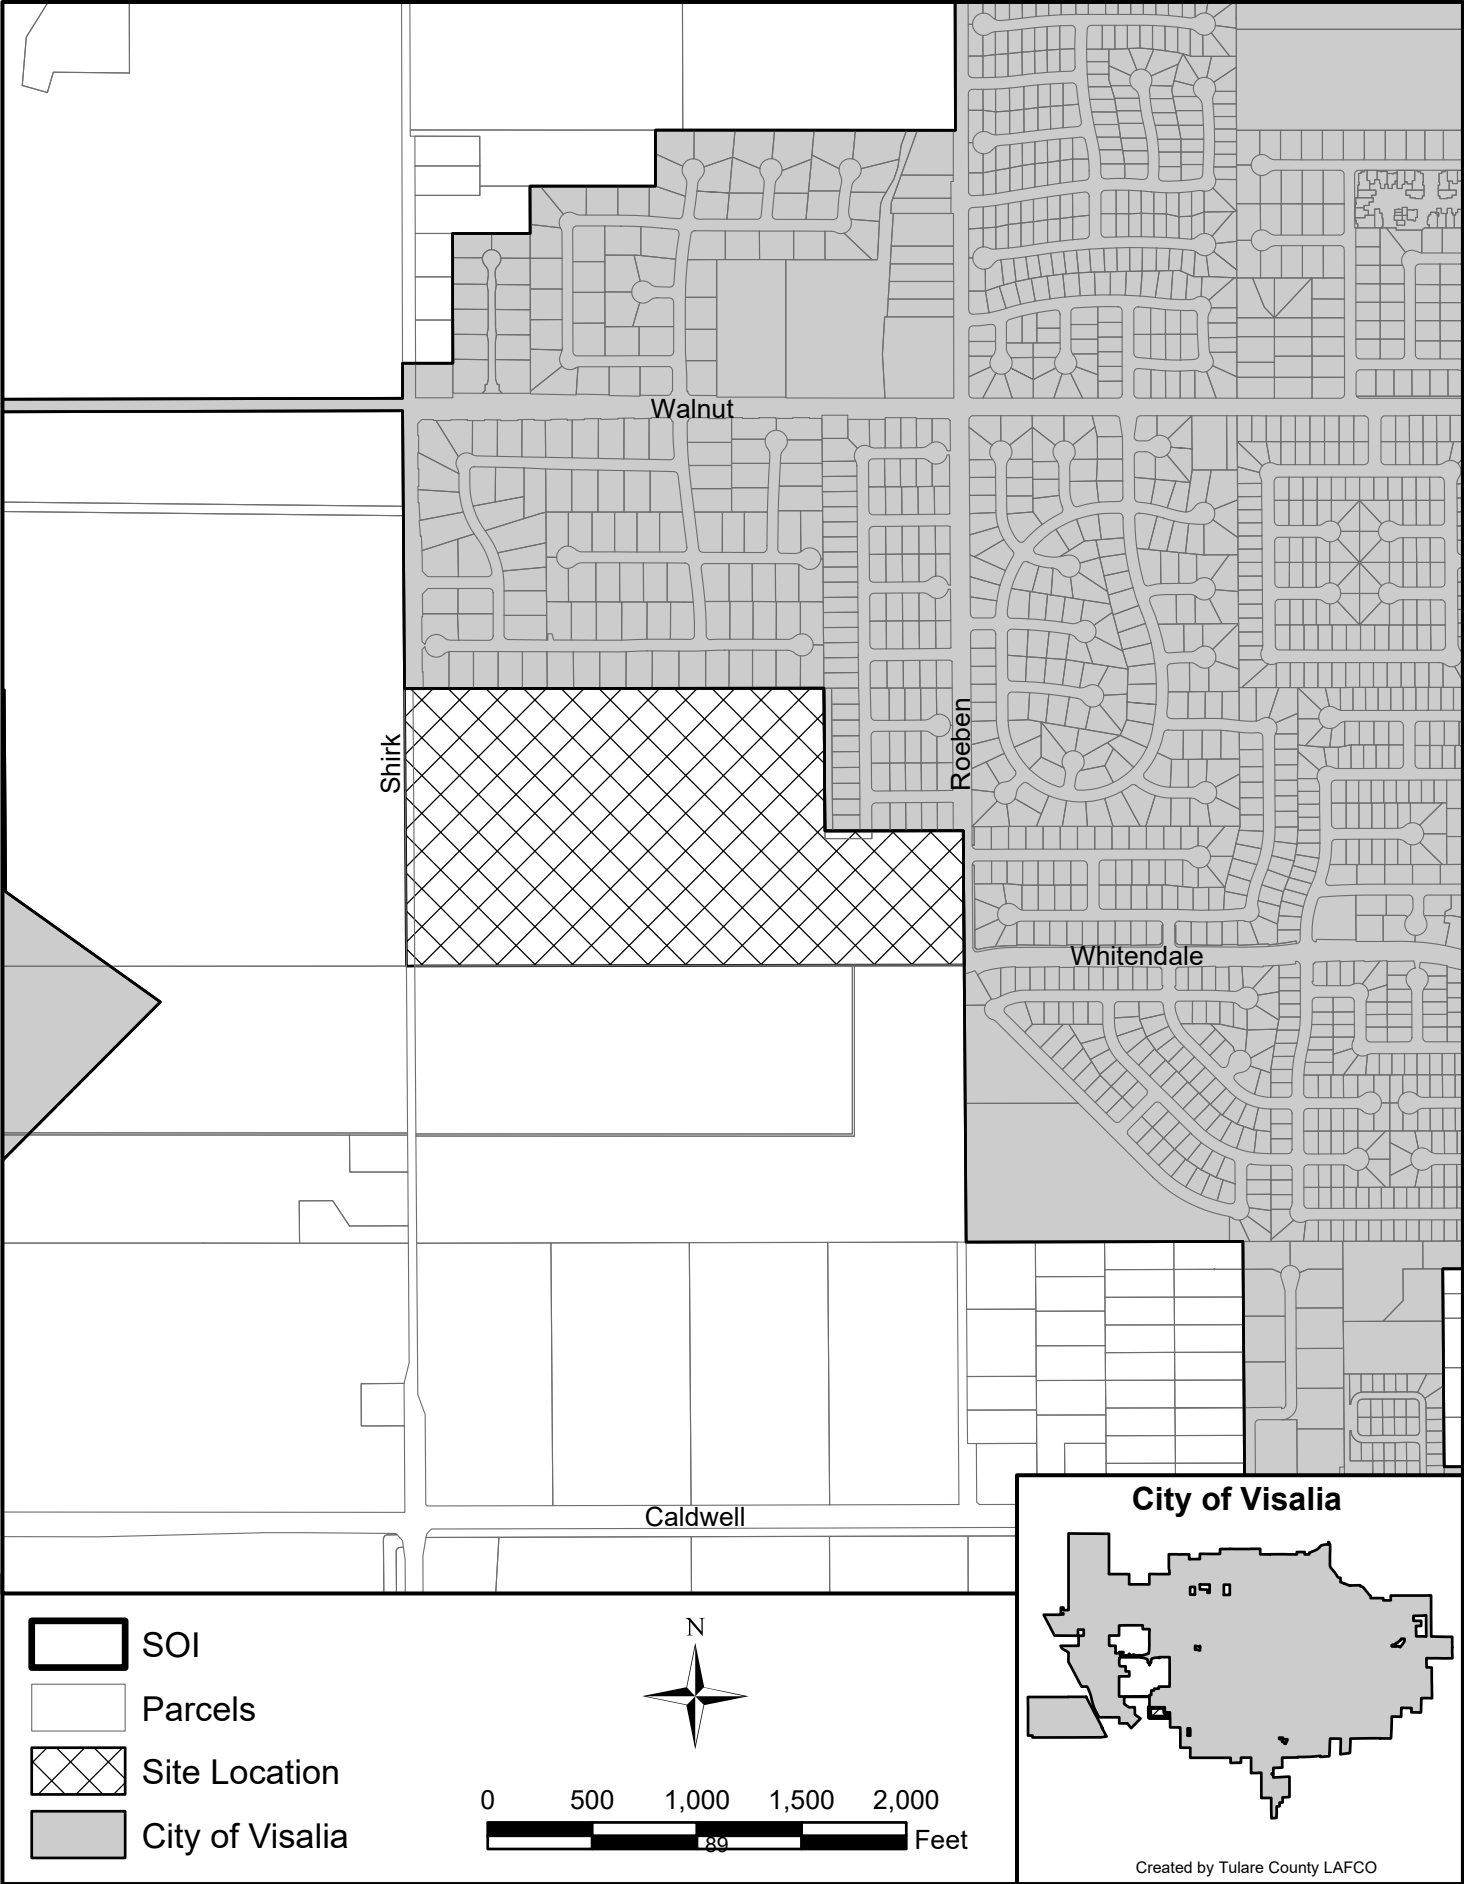 Walnut
Shirk
Roeben
Whitendale
Caldwell
City of Visalia
SOI
Parcels
Site Location
City of Visalia
N
0 500 1,000 1,500 2,000
Feet
89
Created by Tulare County LAFCO